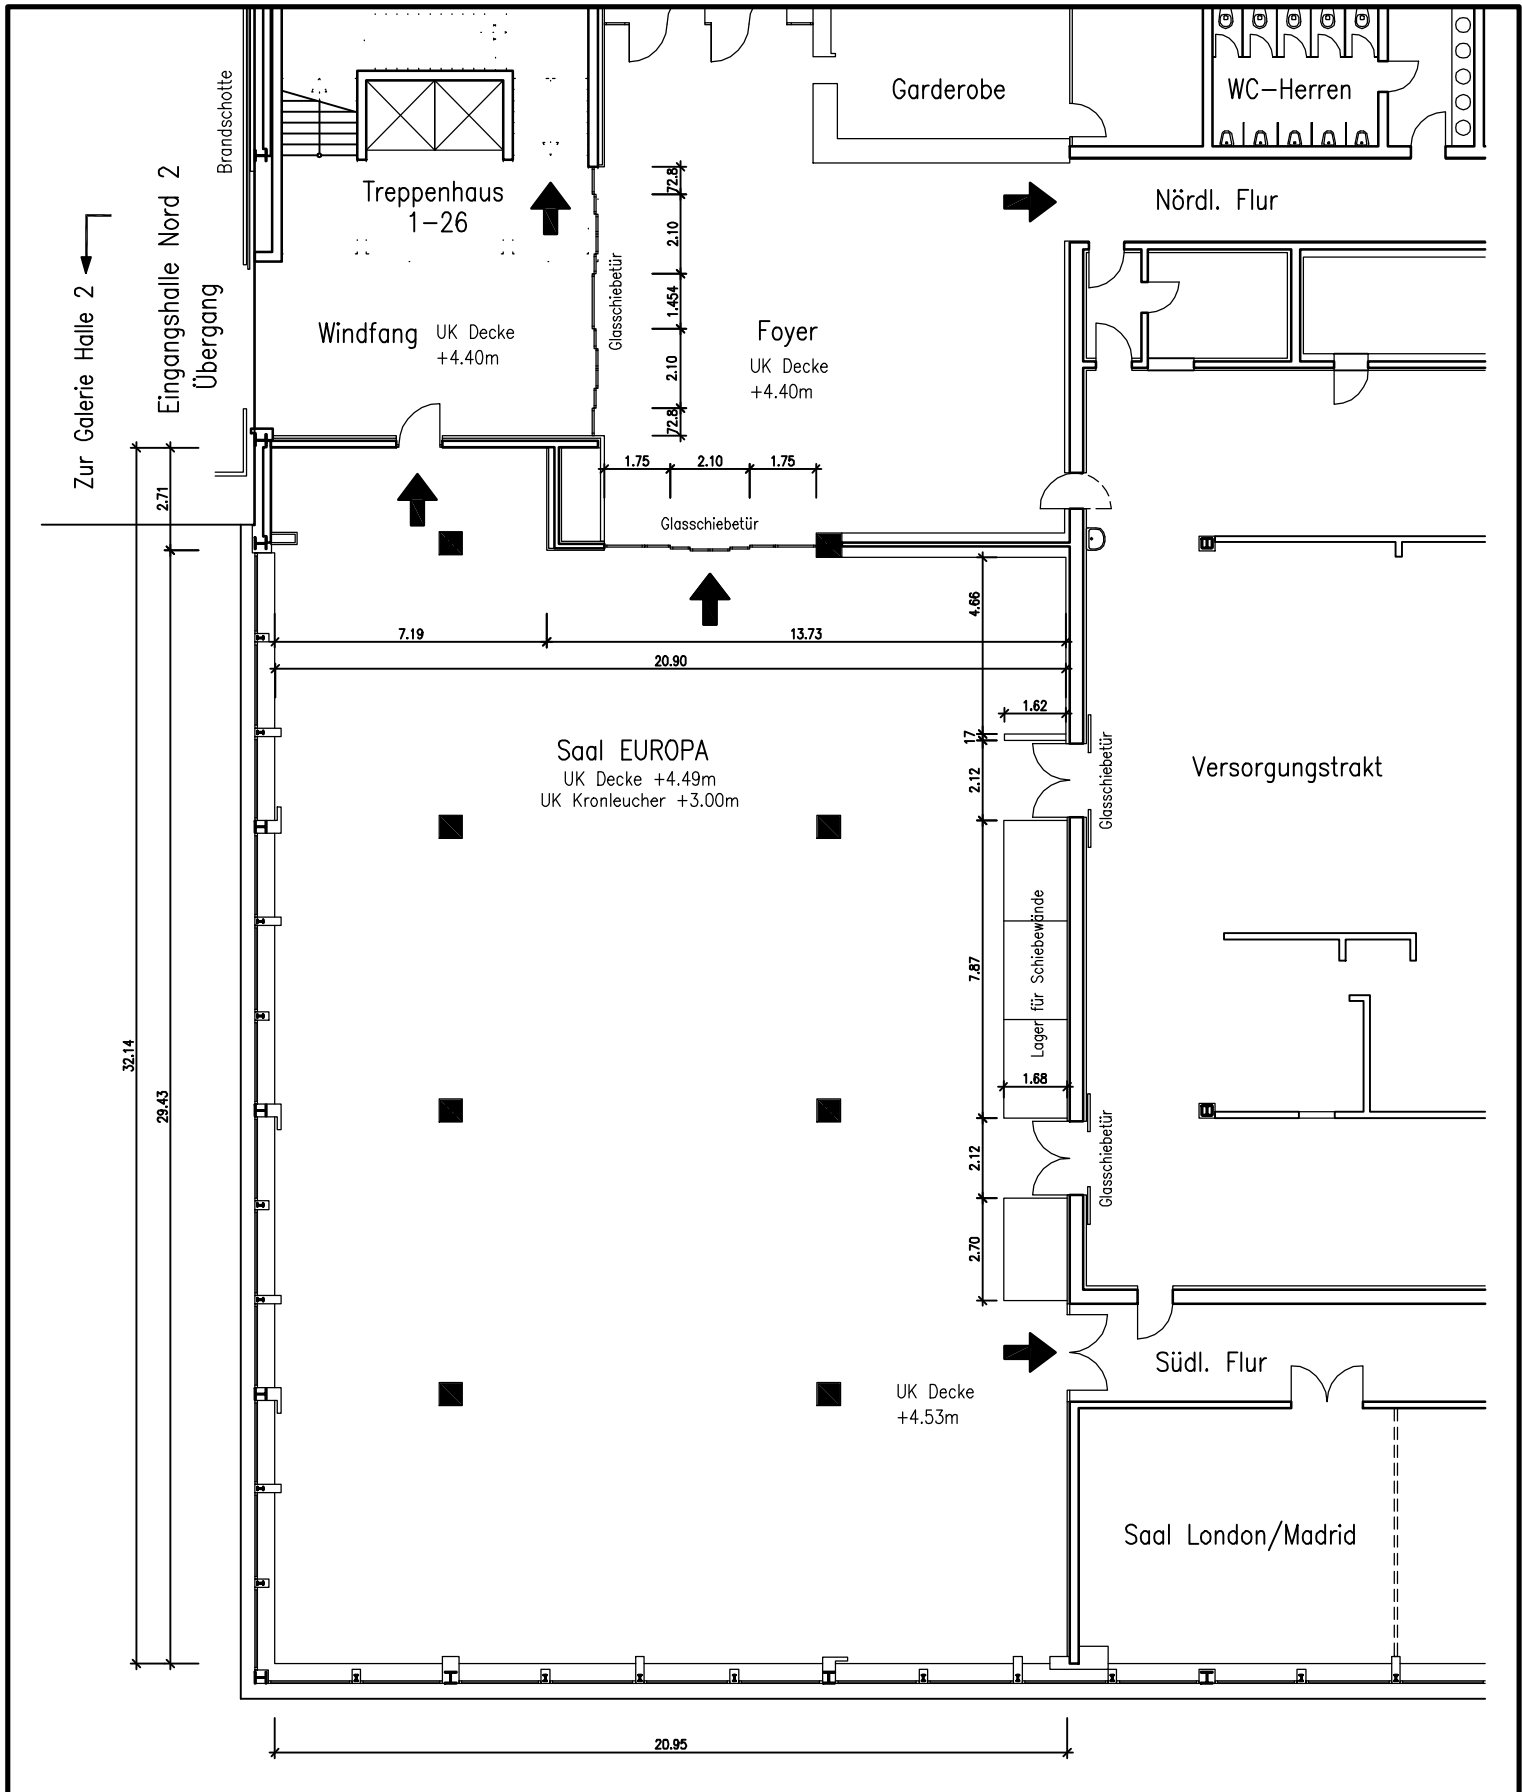 Garderobe
WC-Herren
Brandschotte
Treppenhaus
1-26
Nördl. Flur
Zur Galerie Halle 2
Eingangshalle Nord 2
Übergang
Windfang
UK Decke
+4.40m
Glasschiebetür
72.8
2.10
1.454
2.10
72.8
Foyer
UK Decke
+4.40m
1.75
2.10
1.75
Glasschiebetür
2.71
4.66
7.19
13.73
20.90
1.62
17
2.12
Glasschiebetür
Saal EUROPA
UK Decke +4.49m
UK Kronleucher +3.00m
Versorgungstrakt
7.87
Lager für Schiebewände
1.68
32.14
29.43
2.12
Glasschiebetür
2.70
Südl. Flur
UK Decke
+4.53m
Saal London/Madrid
20.95